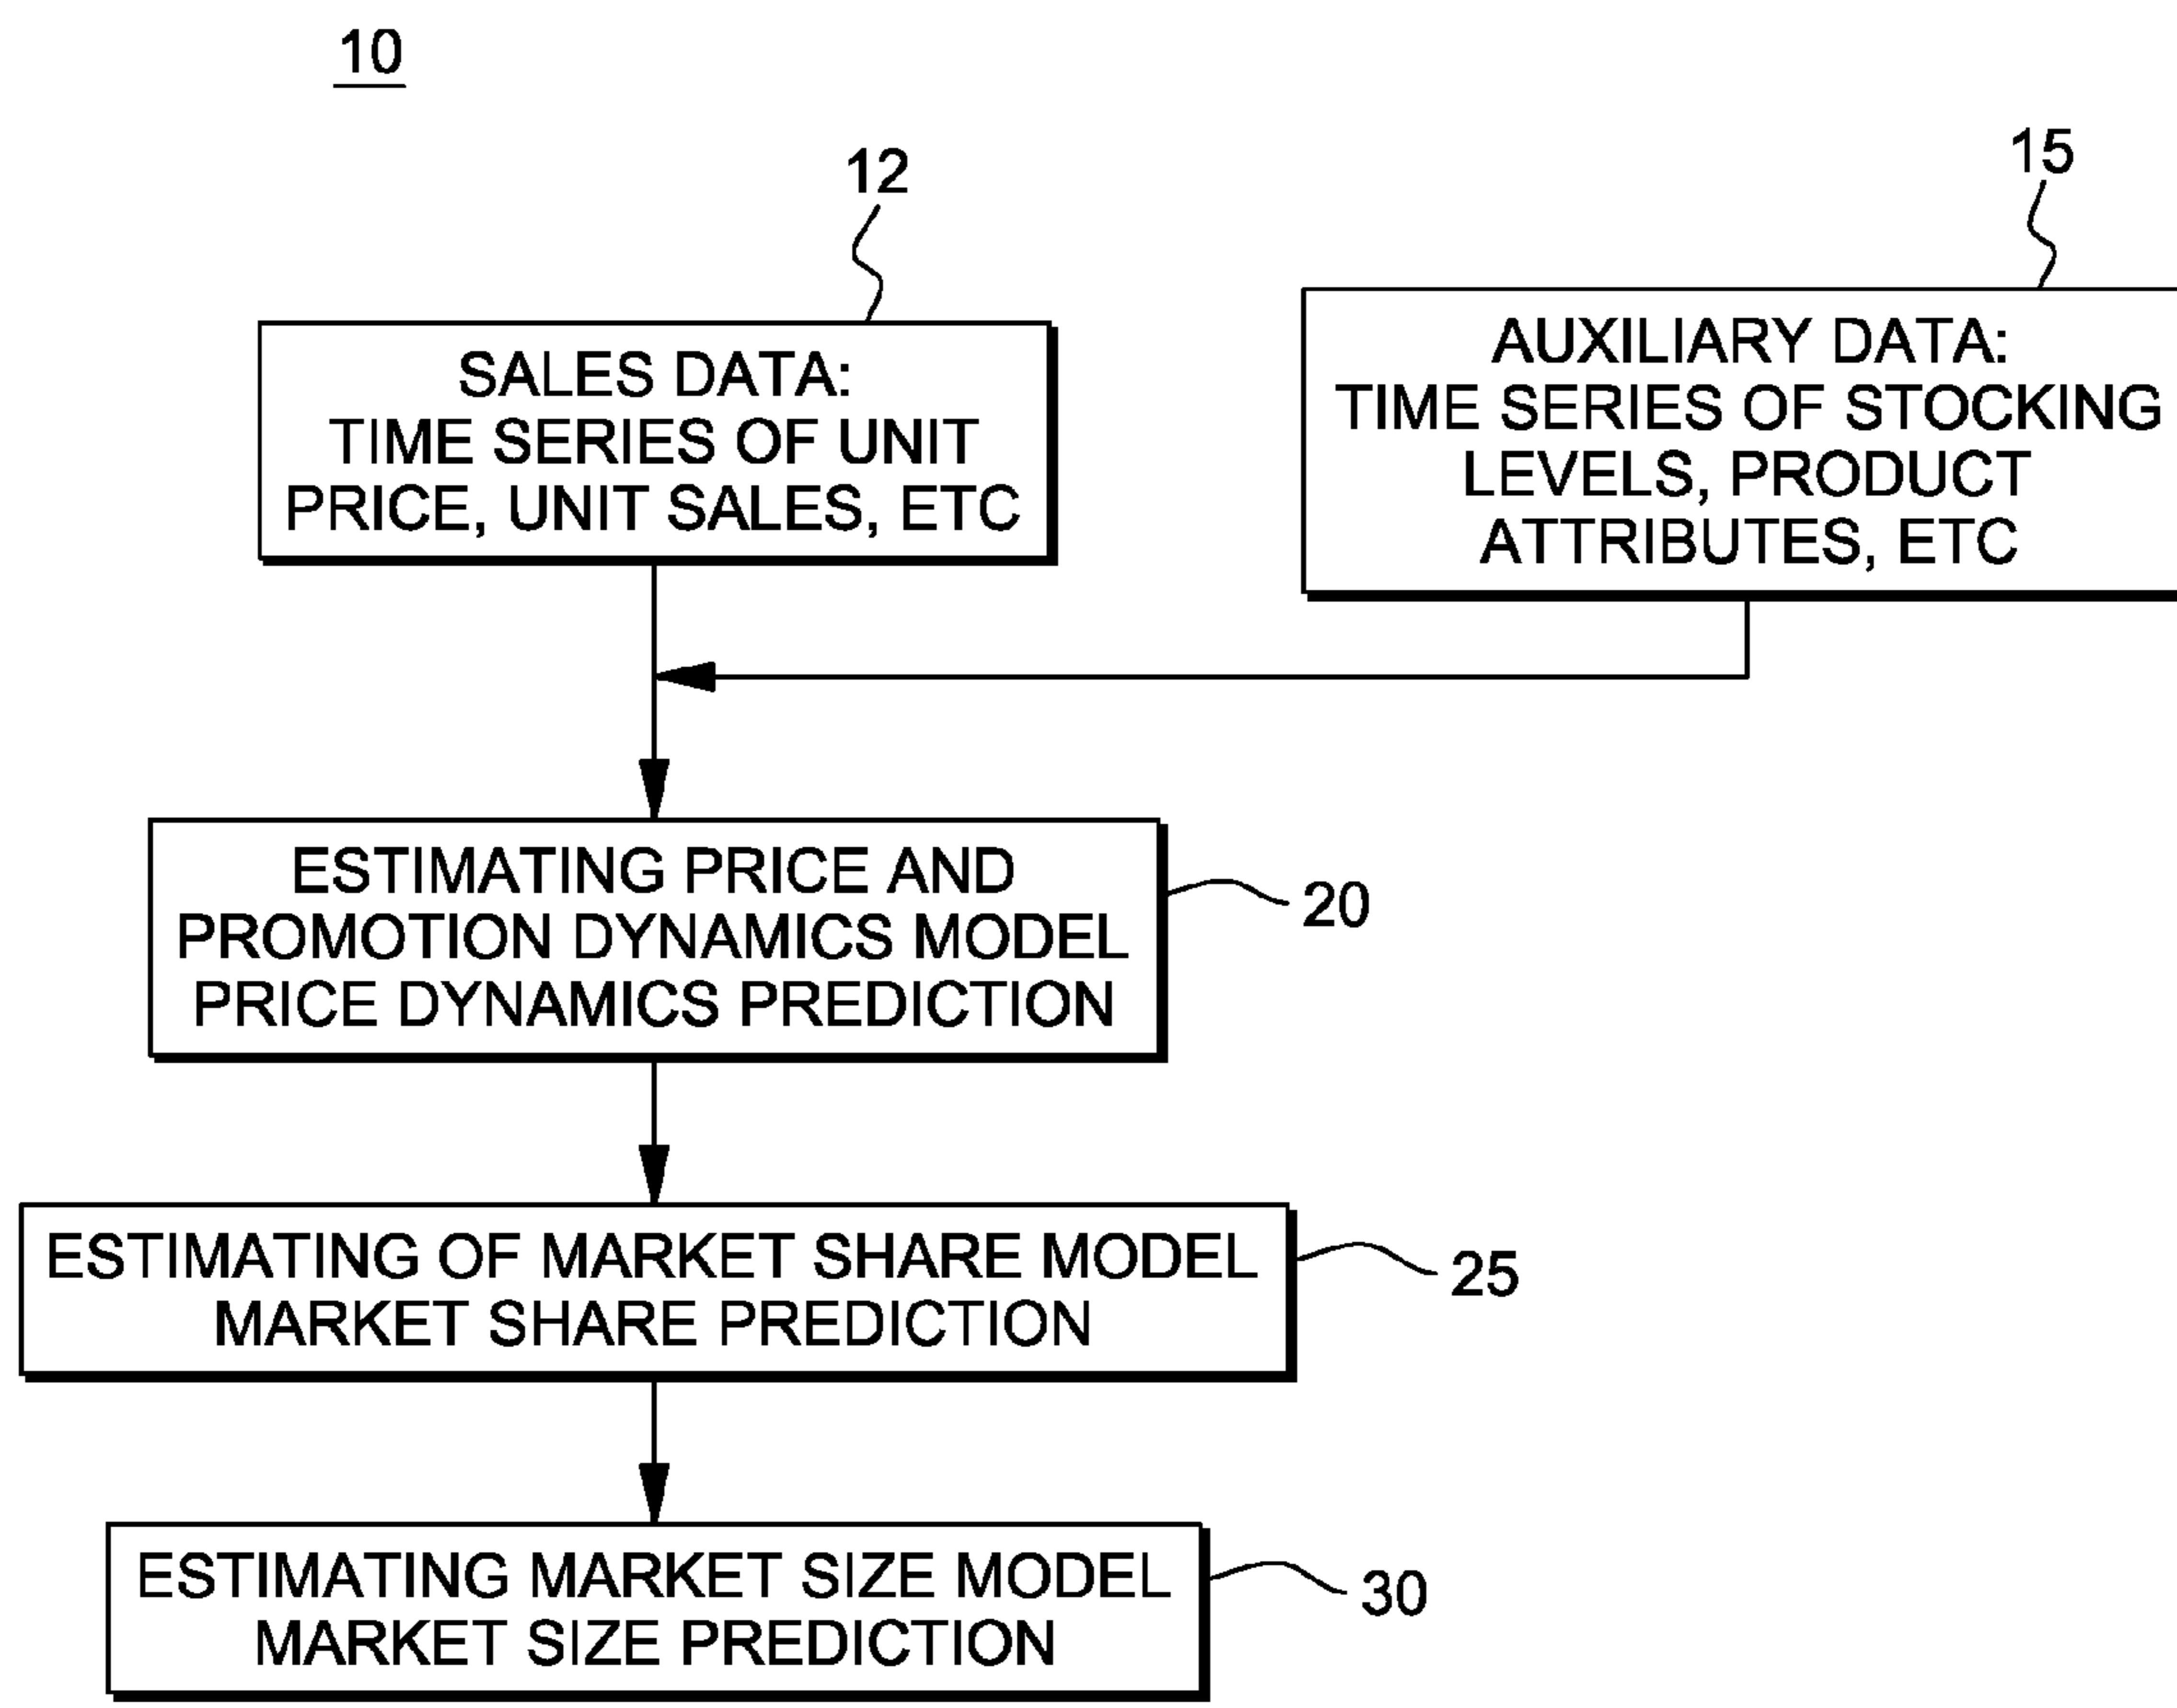 10
12
15
SALES DATA:
TIME SERIES OF UNIT
PRICE, UNIT SALES, ETC
AUXILIARY DATA:
TIME SERIES OF STOCKING
LEVELS, PRODUCT
ATTRIBUTES, ETC
ESTIMATING PRICE AND
PROMOTION DYNAMICS MODEL
PRICE DYNAMICS PREDICTION
20
ESTIMATING OF MARKET SHARE MODEL
MARKET SHARE PREDICTION
25
ESTIMATING MARKET SIZE MODEL
MARKET SIZE PREDICTION
30